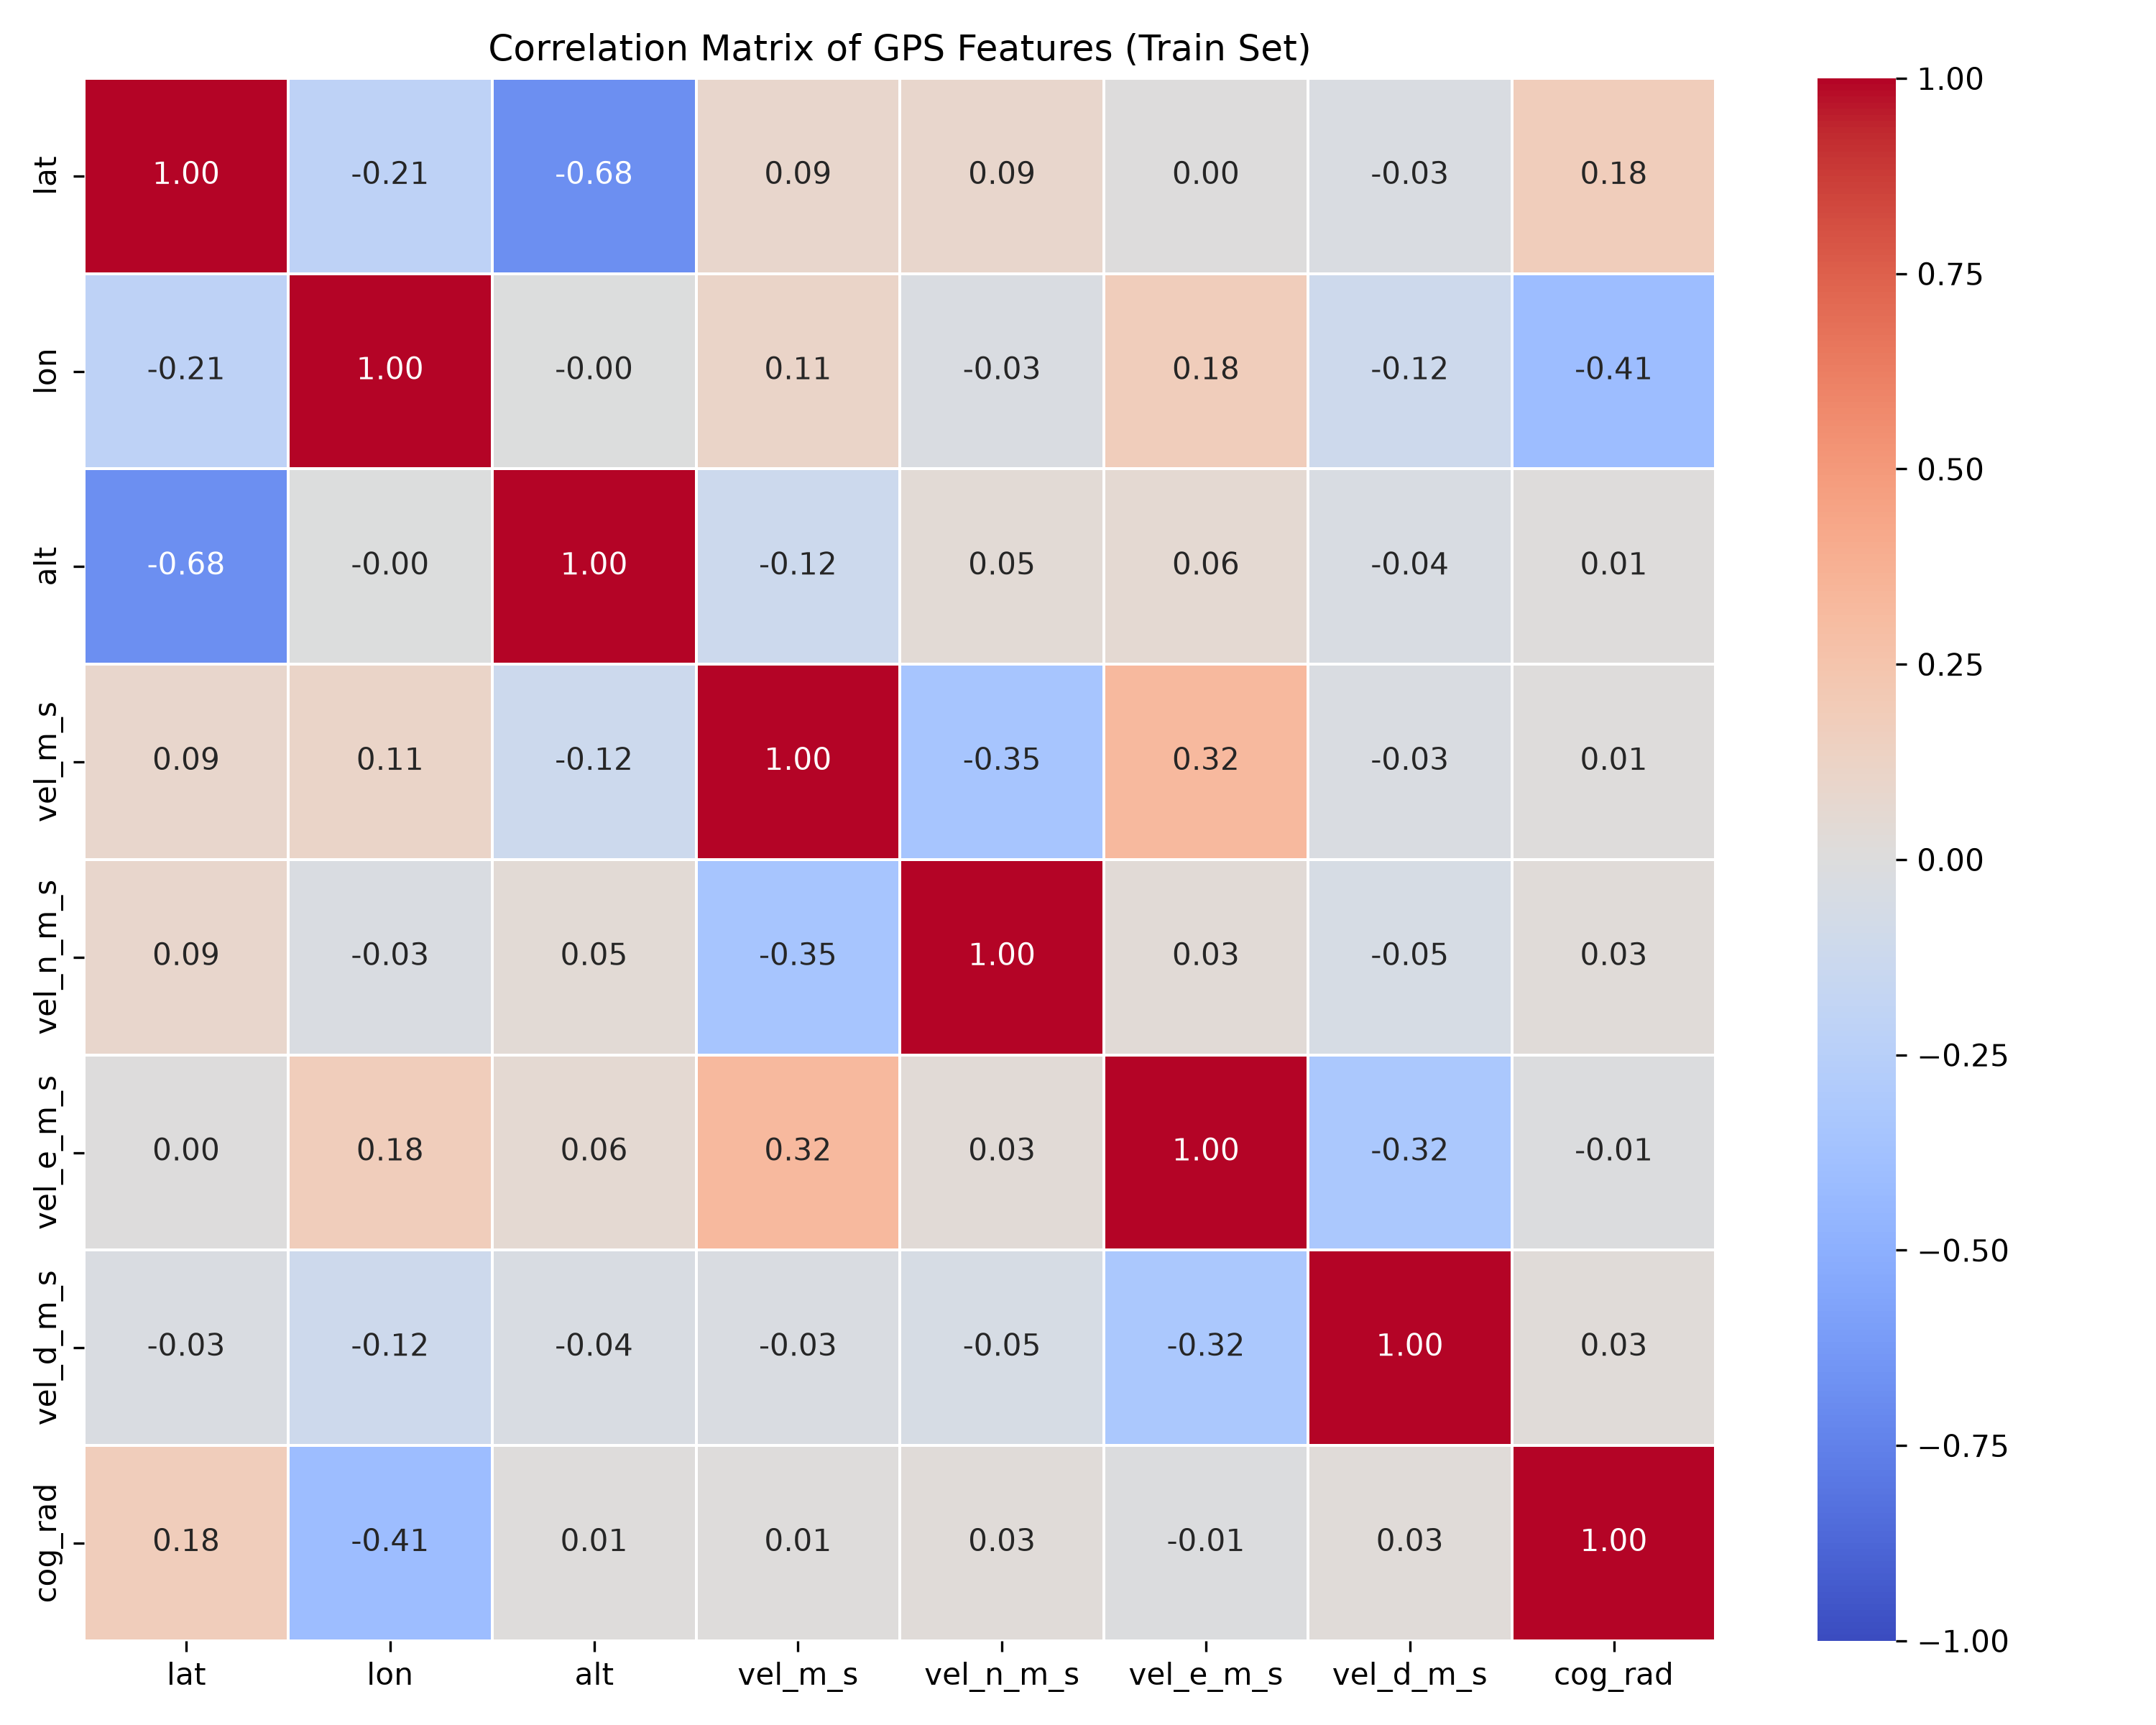 Correlation Matrix of GPS Features (Train Set)
lat 1.00 -0.21 -0.68 0.09 0.09 0.00 -0.03 0.18
lon -0.21 1.00 -0.00 0.11 -0.03 0.18 -0.12 -0.41
alt -0.68 -0.00 1.00 -0.12 0.05 0.06 -0.04 0.01
vel_m_s 0.09 0.11 -0.12 1.00 -0.35 0.32 -0.03 0.01
vel_n_m_s 0.09 -0.03 0.05 -0.35 1.00 0.03 -0.05 0.03
vel_e_m_s 0.00 0.18 0.06 0.32 0.03 1.00 -0.32 -0.01
vel_d_m_s -0.03 -0.12 -0.04 -0.03 -0.05 -0.32 1.00 0.03
cog_rad 0.18 -0.41 0.01 0.01 0.03 -0.01 0.03 1.00
lat lon alt vel_m_s vel_n_m_s vel_e_m_s vel_d_m_s cog_rad
1.00
0.75
0.50
0.25
0.00
−0.25
−0.50
−0.75
−1.00